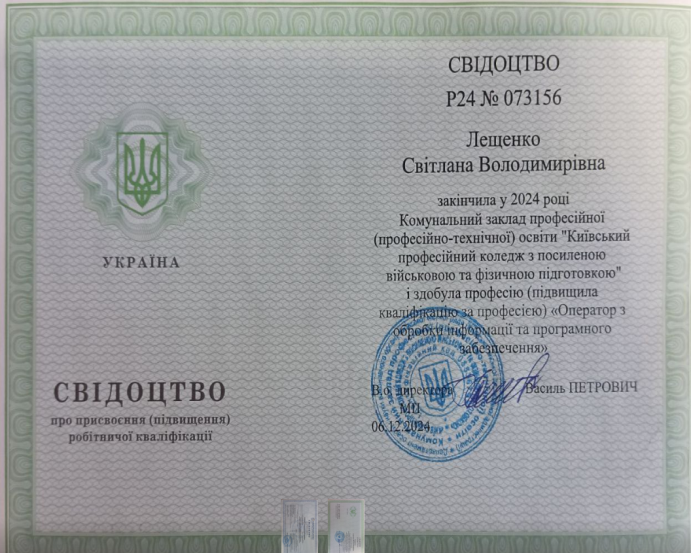 УКРАЇНА
СВІДОЦТВО
про присвоєння (підвищення)
робітничої кваліфікації
СВІДОЦТВО
Р24 № 073156
Лещенко
Світлана Володимирівна
закінчила у 2024 році
Комунальний заклад професійної
(професійно-технічної) освіти "Київський
професійний коледж з посиленою
військовою та фізичною підготовкою"
і здобула професію (підвищила
кваліфікацію за професією) «Оператор з
обробки інформації та програмного
забезпечення»
В.о. директора Василь ПЕТРОВИЧ
МП
06.12.2024